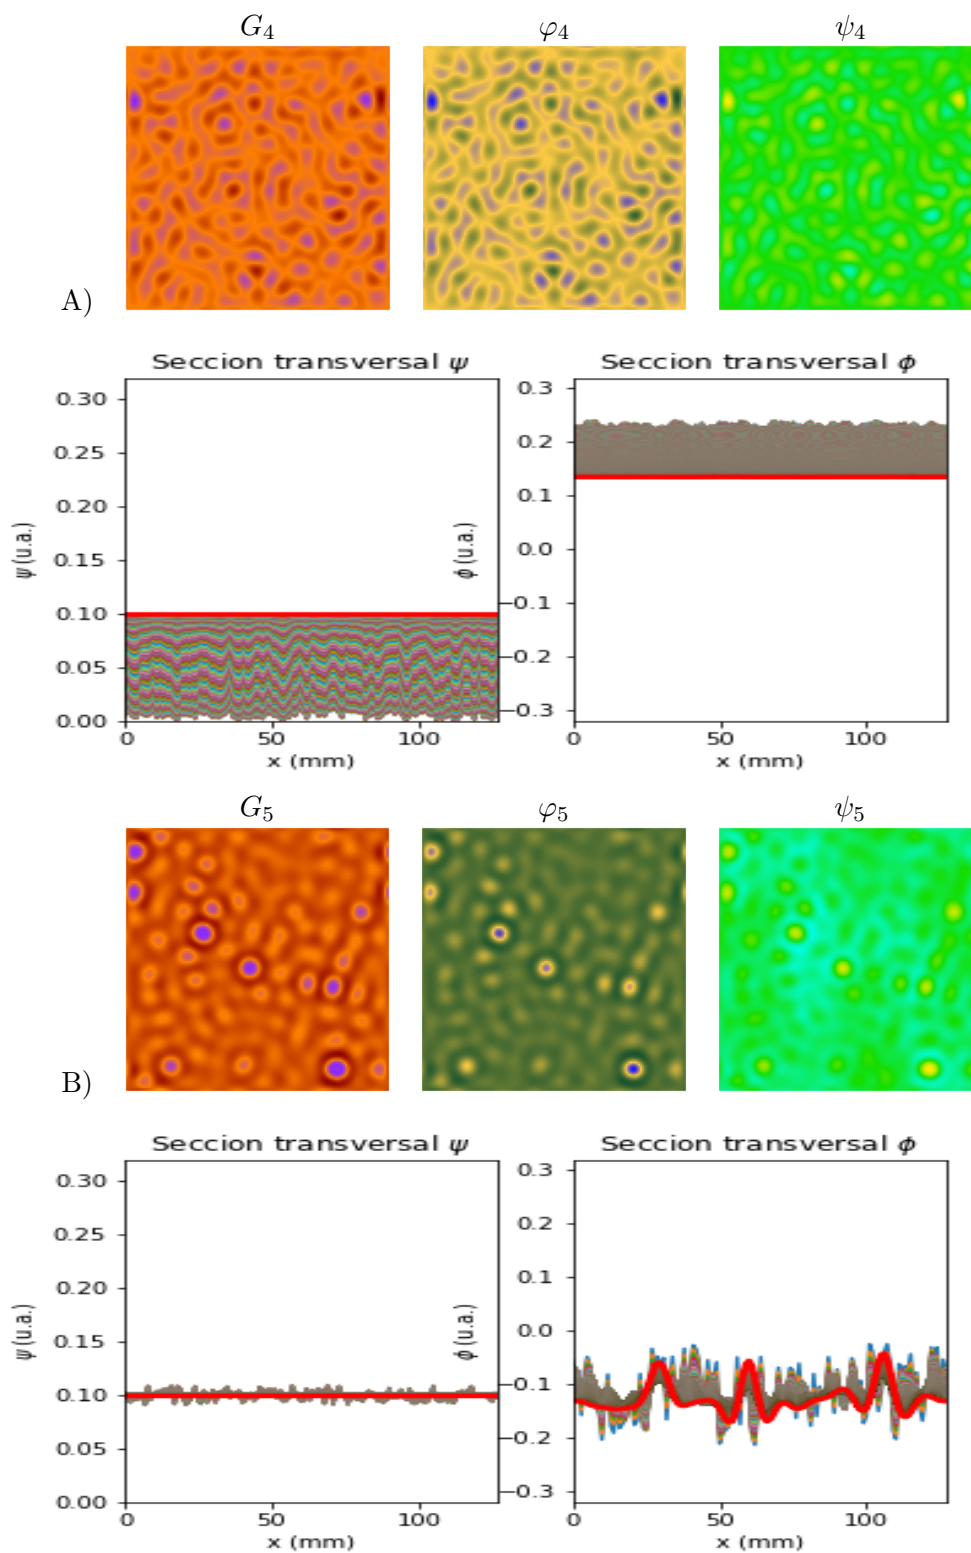 G4 φ4 ψ4
A)
Seccion transversal ψ
0.30
0.25
0.20
0.15
0.10
0.05
0.00
ψ (u.a.)
0 50 100
x (mm)
Seccion transversal ϕ
0.3
0.2
0.1
0.0
−0.1
−0.2
−0.3
ϕ (u.a.)
0 50 100
x (mm)
G5 φ5 ψ5
B)
Seccion transversal ψ
0.30
0.25
0.20
0.15
0.10
0.05
0.00
ψ (u.a.)
0 50 100
x (mm)
Seccion transversal ϕ
0.3
0.2
0.1
0.0
−0.1
−0.2
−0.3
ϕ (u.a.)
0 50 100
x (mm)